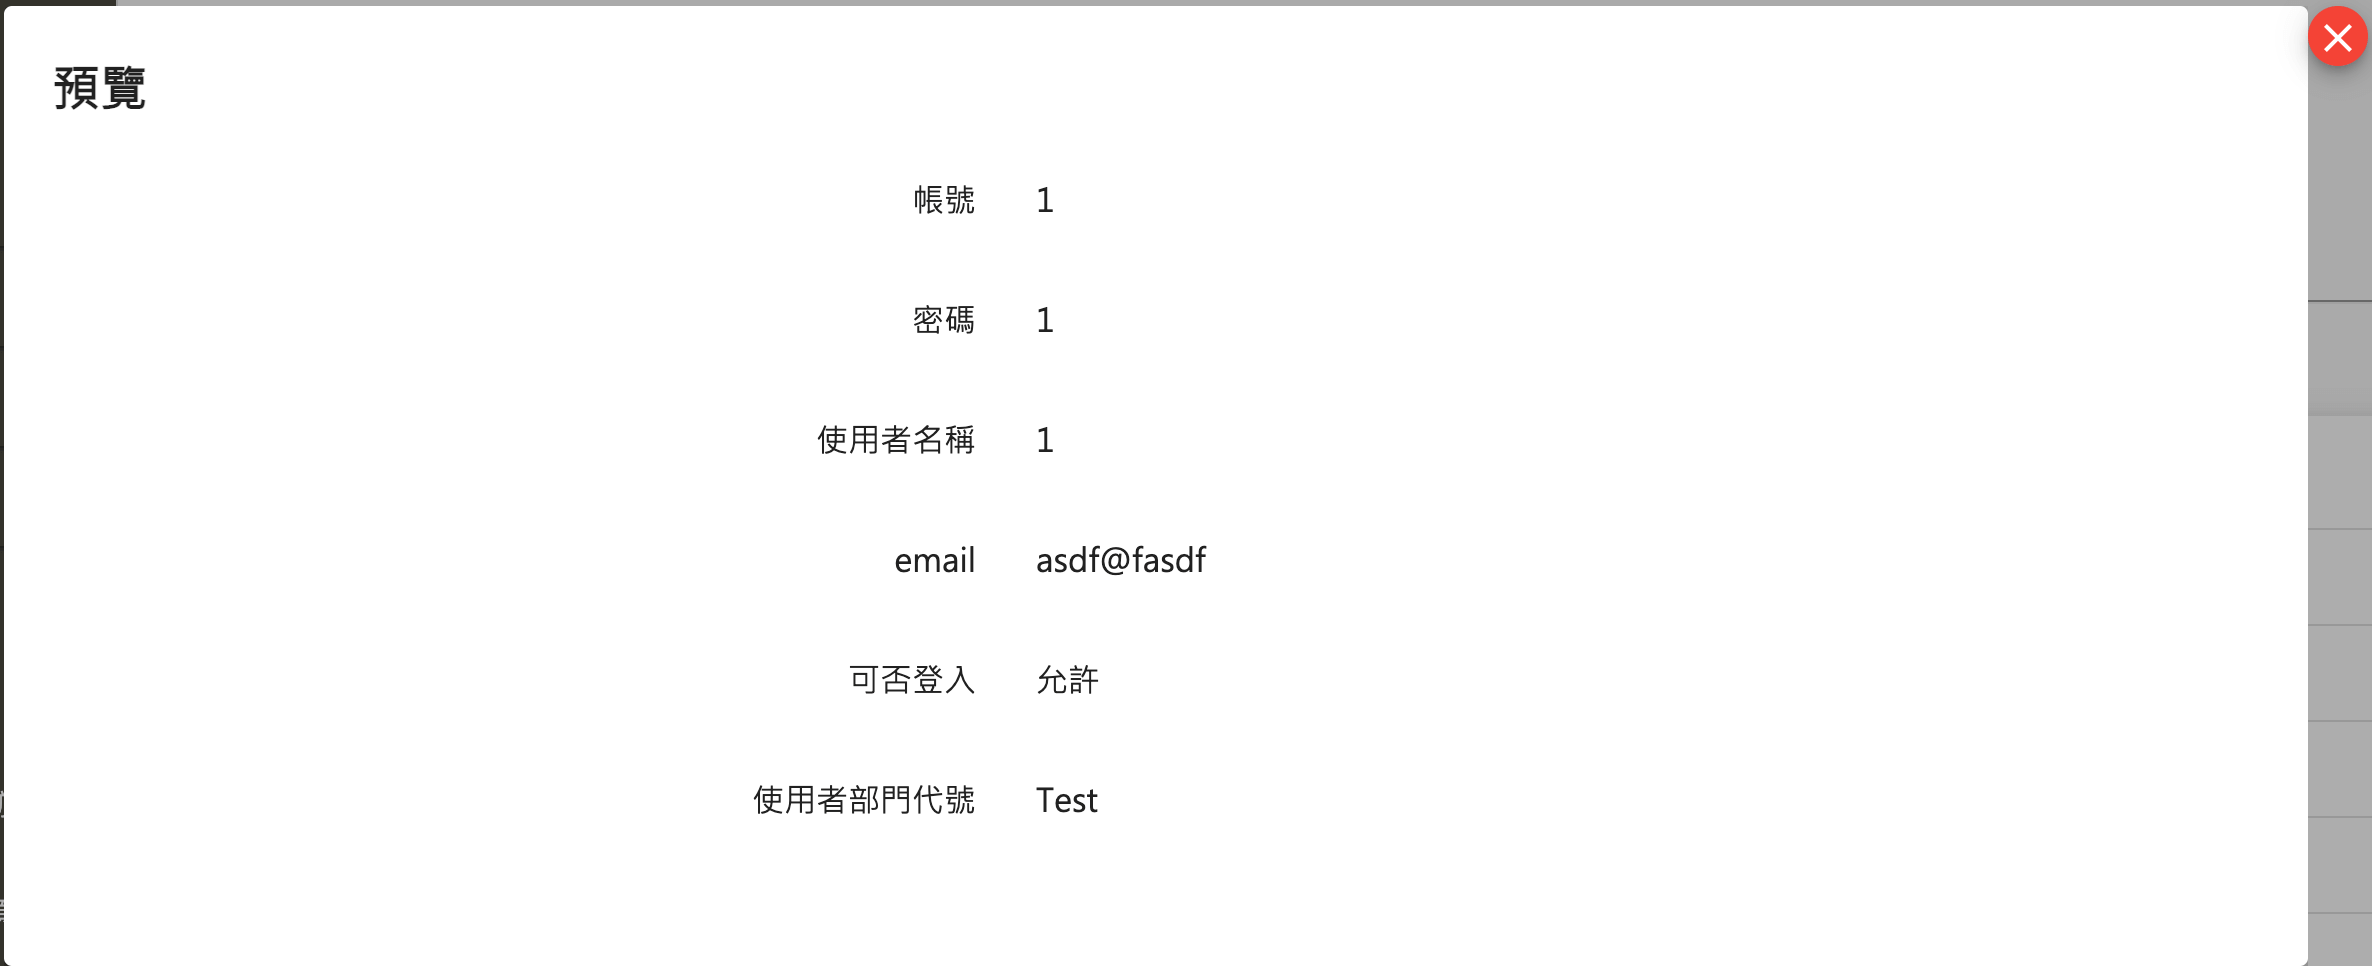 預覽
帳號 1
密碼 1
使用者名稱 1
email asdf@fasdf
可否登入 允許
使用者部門代號 Test